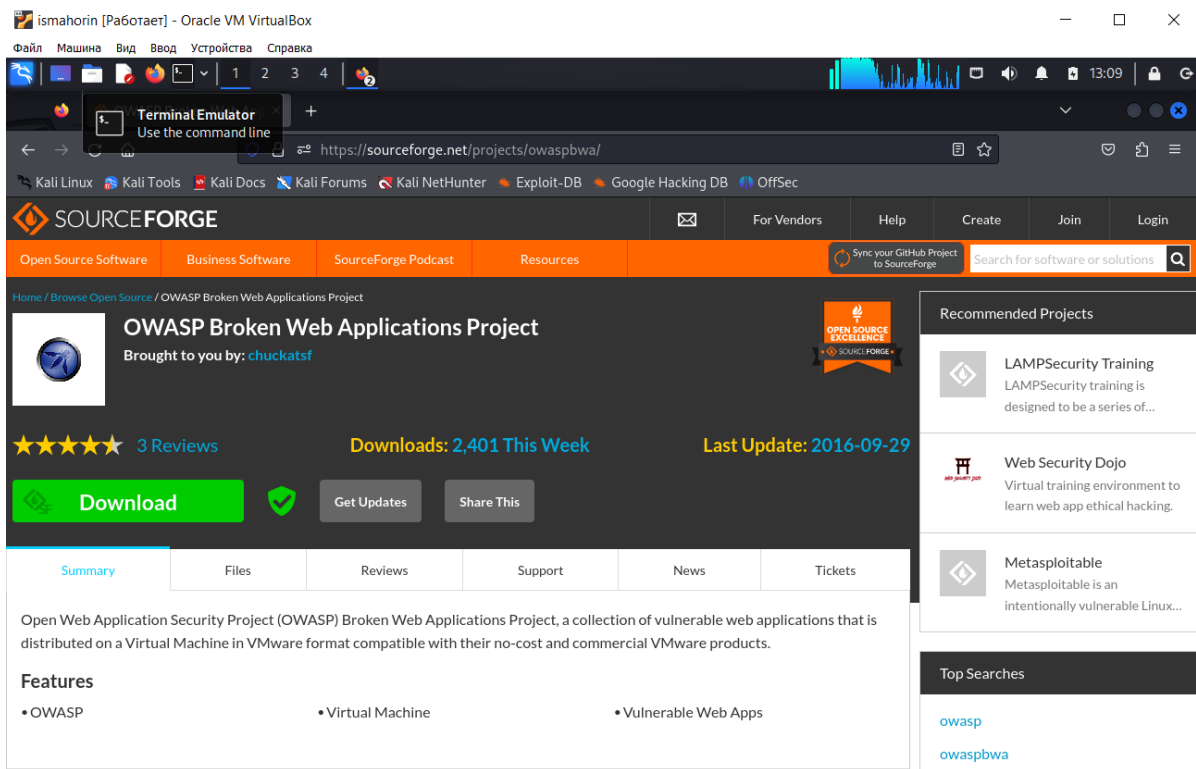 ismahorin [Работает] - Oracle VM VirtualBox
Файл Машина Вид Ввод Устройства Справка
1 2 3 4 2 13:09
OWASP Broken Web App
Terminal Emulator
Use the command line
https://sourceforge.net/projects/owaspbwa/
Kali Linux Kali Tools Kali Docs Kali Forums Kali NetHunter Exploit-DB Google Hacking DB OffSec
SOURCEFORGE For Vendors Help Create Join Login
Open Source Software Business Software SourceForge Podcast Resources
Sync your GitHub Project
to SourceForge
Search for software or solutions
Home / Browse Open Source / OWASP Broken Web Applications Project
OWASP Broken Web Applications Project
Brought to you by: chuckatsf
OPEN SOURCE
EXCELLENCE
SOURCEFORGE
3 Reviews Downloads: 2,401 This Week Last Update: 2016-09-29
Download Get Updates Share This
Summary Files Reviews Support News Tickets
Open Web Application Security Project (OWASP) Broken Web Applications Project, a collection of vulnerable web applications that is
distributed on a Virtual Machine in VMware format compatible with their no-cost and commercial VMware products.
Features
• OWASP • Virtual Machine • Vulnerable Web Apps
Recommended Projects
LAMPSecurity Training
LAMPSecurity training is
designed to be a series of...
WEB SECURITY DOJO
Web Security Dojo
Virtual training environment to
learn web app ethical hacking.
Metasploitable
Metasploitable is an
intentionally vulnerable Linux...
Top Searches
owasp
owaspbwa